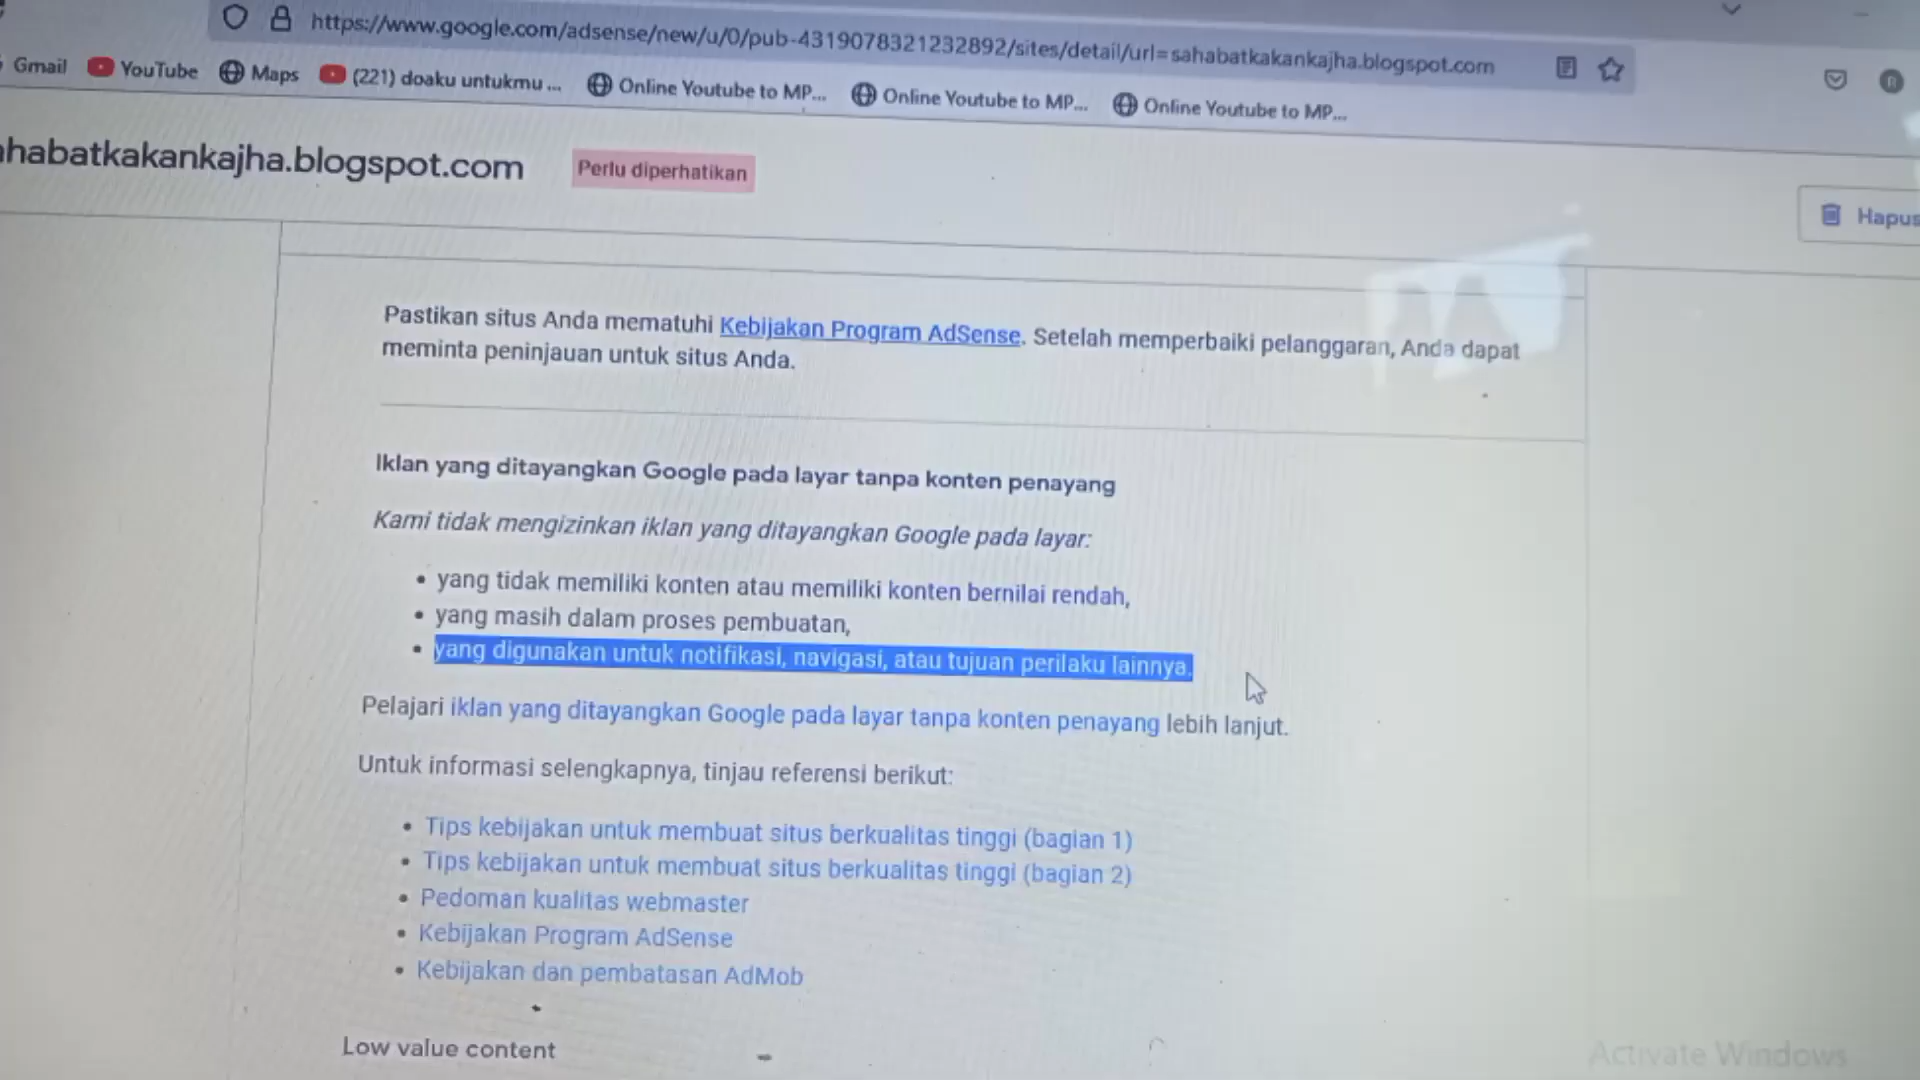 https://www.google.com/adsense/new/u/0/pub-4319078321232892/sites/detail/url=sahabatkakankajha.blogspot.com
Gmail YouTube Maps (221) doaku untukmu ... Online Youtube to MP... Online Youtube to MP... Online Youtube to MP...
ahabatkakankajha.blogspot.com Perlu diperhatikan
Hapus
Pastikan situs Anda mematuhi Kebijakan Program AdSense. Setelah memperbaiki pelanggaran, Anda dapat
meminta peninjauan untuk situs Anda.
Iklan yang ditayangkan Google pada layar tanpa konten penayang
Kami tidak mengizinkan iklan yang ditayangkan Google pada layar:
• yang tidak memiliki konten atau memiliki konten bernilai rendah,
• yang masih dalam proses pembuatan,
• yang digunakan untuk notifikasi, navigasi, atau tujuan perilaku lainnya.
Pelajari iklan yang ditayangkan Google pada layar tanpa konten penayang lebih lanjut.
Untuk informasi selengkapnya, tinjau referensi berikut:
• Tips kebijakan untuk membuat situs berkualitas tinggi (bagian 1)
• Tips kebijakan untuk membuat situs berkualitas tinggi (bagian 2)
• Pedoman kualitas webmaster
• Kebijakan Program AdSense
• Kebijakan dan pembatasan AdMob
Low value content
Activate Windows